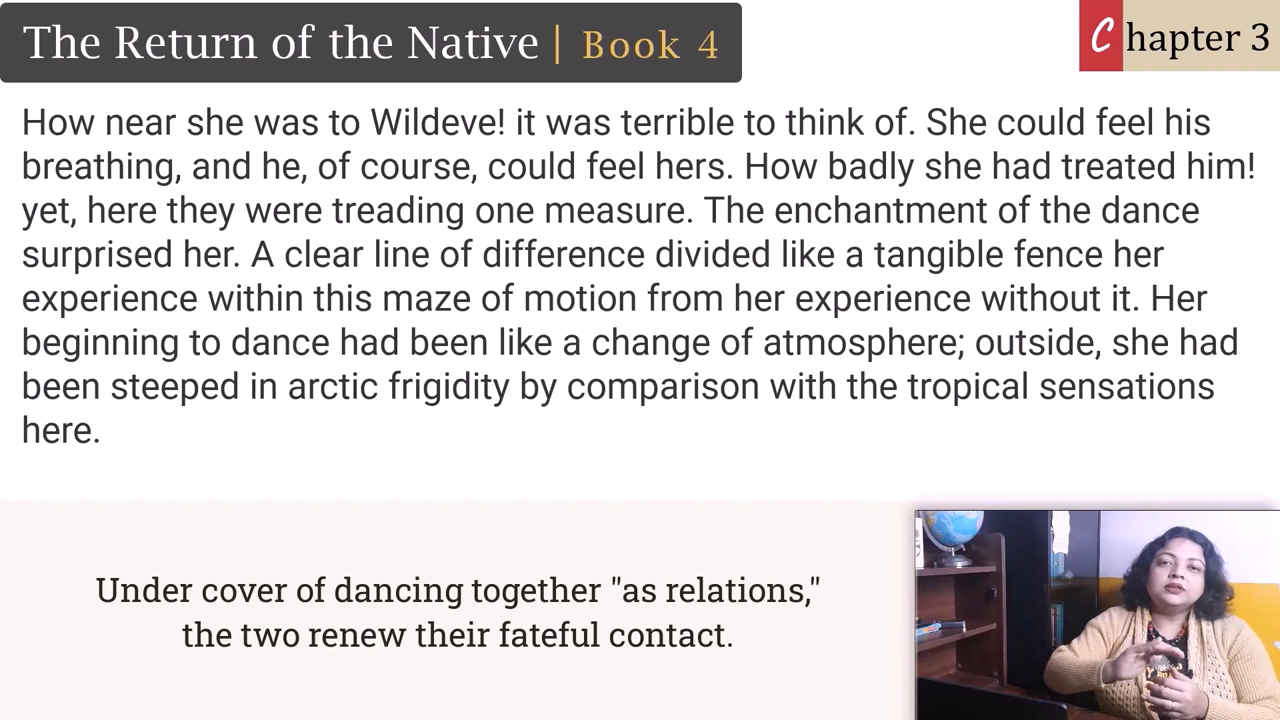 The Return of the Native | Book 4
Chapter 3
How near she was to Wildeve! it was terrible to think of. She could feel his
breathing, and he, of course, could feel hers. How badly she had treated him!
yet, here they were treading one measure. The enchantment of the dance
surprised her. A clear line of difference divided like a tangible fence her
experience within this maze of motion from her experience without it. Her
beginning to dance had been like a change of atmosphere; outside, she had
been steeped in arctic frigidity by comparison with the tropical sensations
here.
Under cover of dancing together "as relations,"
the two renew their fateful contact.